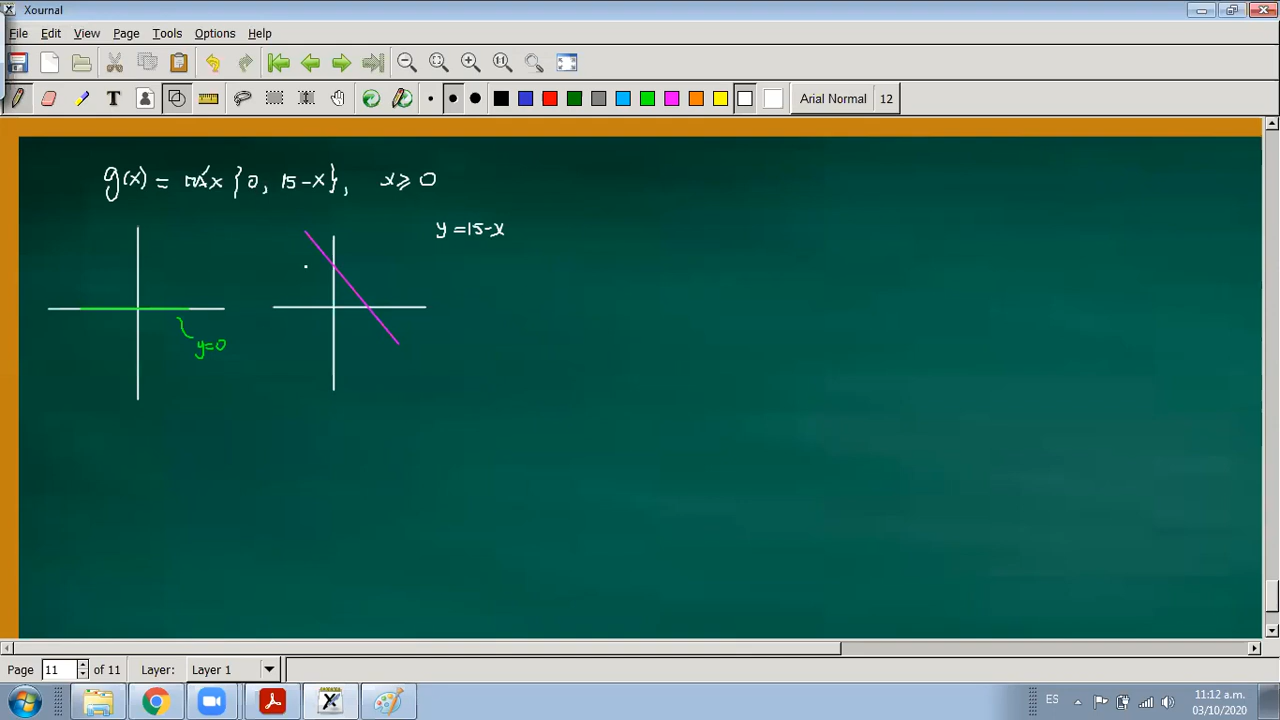 Xournal
File Edit View Page Tools Options Help
Arial Normal 12
g(x) = máx {0, 15-x}, x ≥ 0
y = 15-x
y=0
Page 11 of 11 Layer: Layer 1
ES 11:12 a.m.
03/10/2020